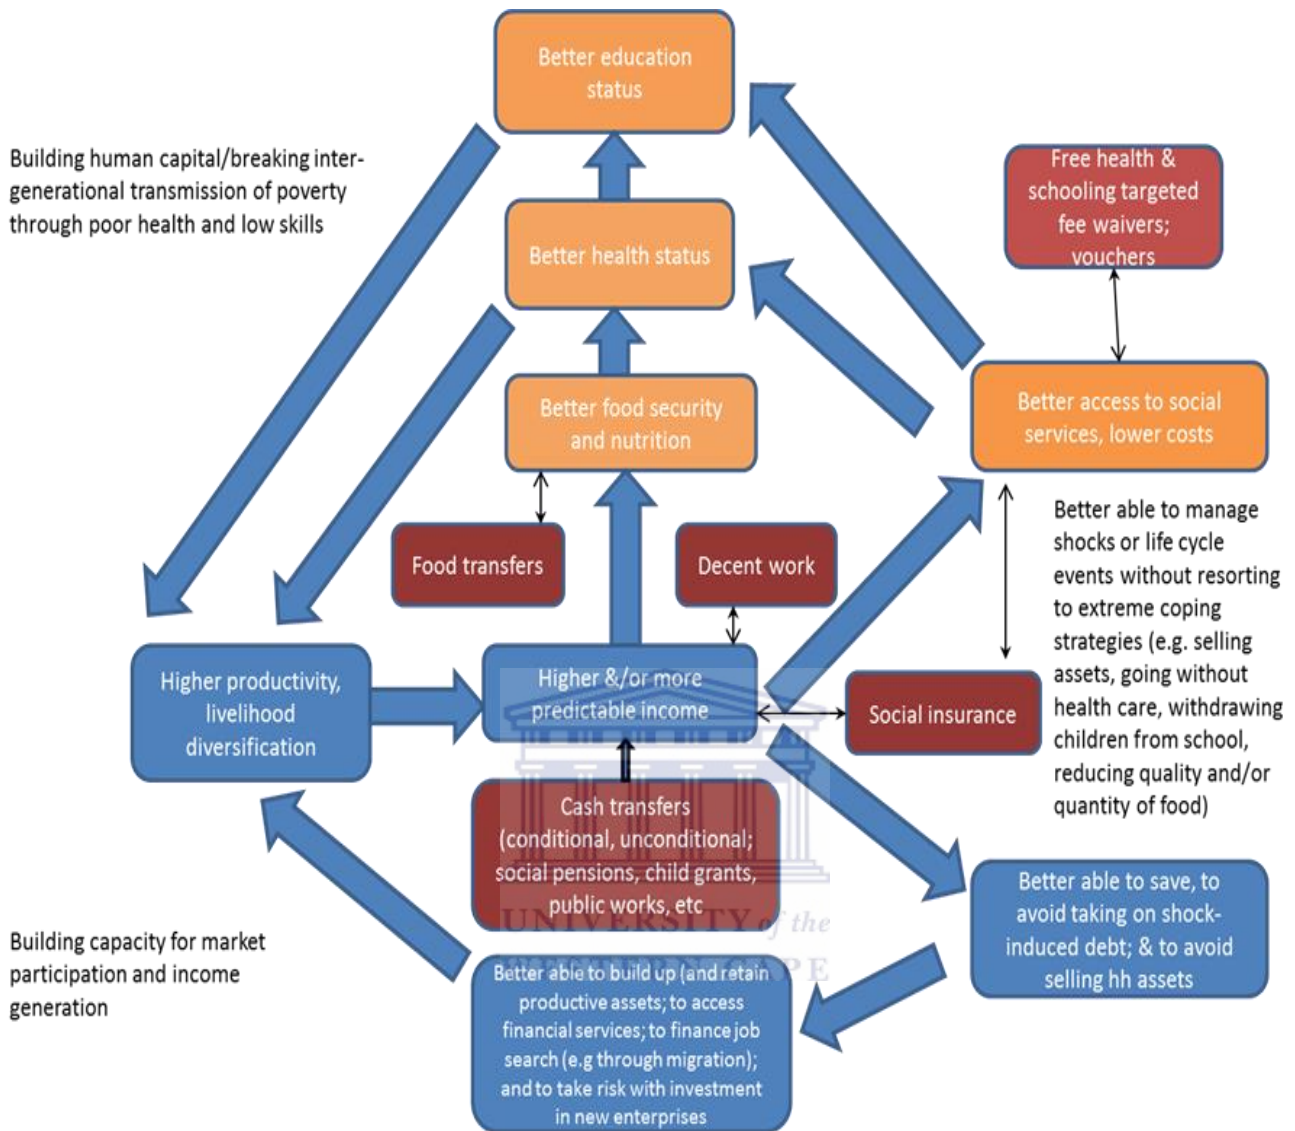 Better education
status
Building human capital/breaking inter-
generational transmission of poverty
through poor health and low skills
Free health &
schooling targeted
fee waivers;
vouchers
Better health status
Better food security
and nutrition
Better access to social
services, lower costs
Food transfers
Decent work
Better able to manage
shocks or life cycle
events without resorting
to extreme coping
strategies (e.g. selling
assets, going without
health care, withdrawing
children from school,
reducing quality and/or
quantity of food)
Higher productivity,
livelihood
diversification
Higher &/or more
predictable income
Social insurance
Cash transfers
(conditional, unconditional;
social pensions, child grants,
public works, etc
UNIVERSITY of the
WESTERN CAPE
Better able to save, to
avoid taking on shock-
induced debt; & to avoid
selling hh assets
Building capacity for market
participation and income
generation
Better able to build up (and retain
productive assets; to access
financial services; to finance job
search (e.g through migration);
and to take risk with investment
in new enterprises